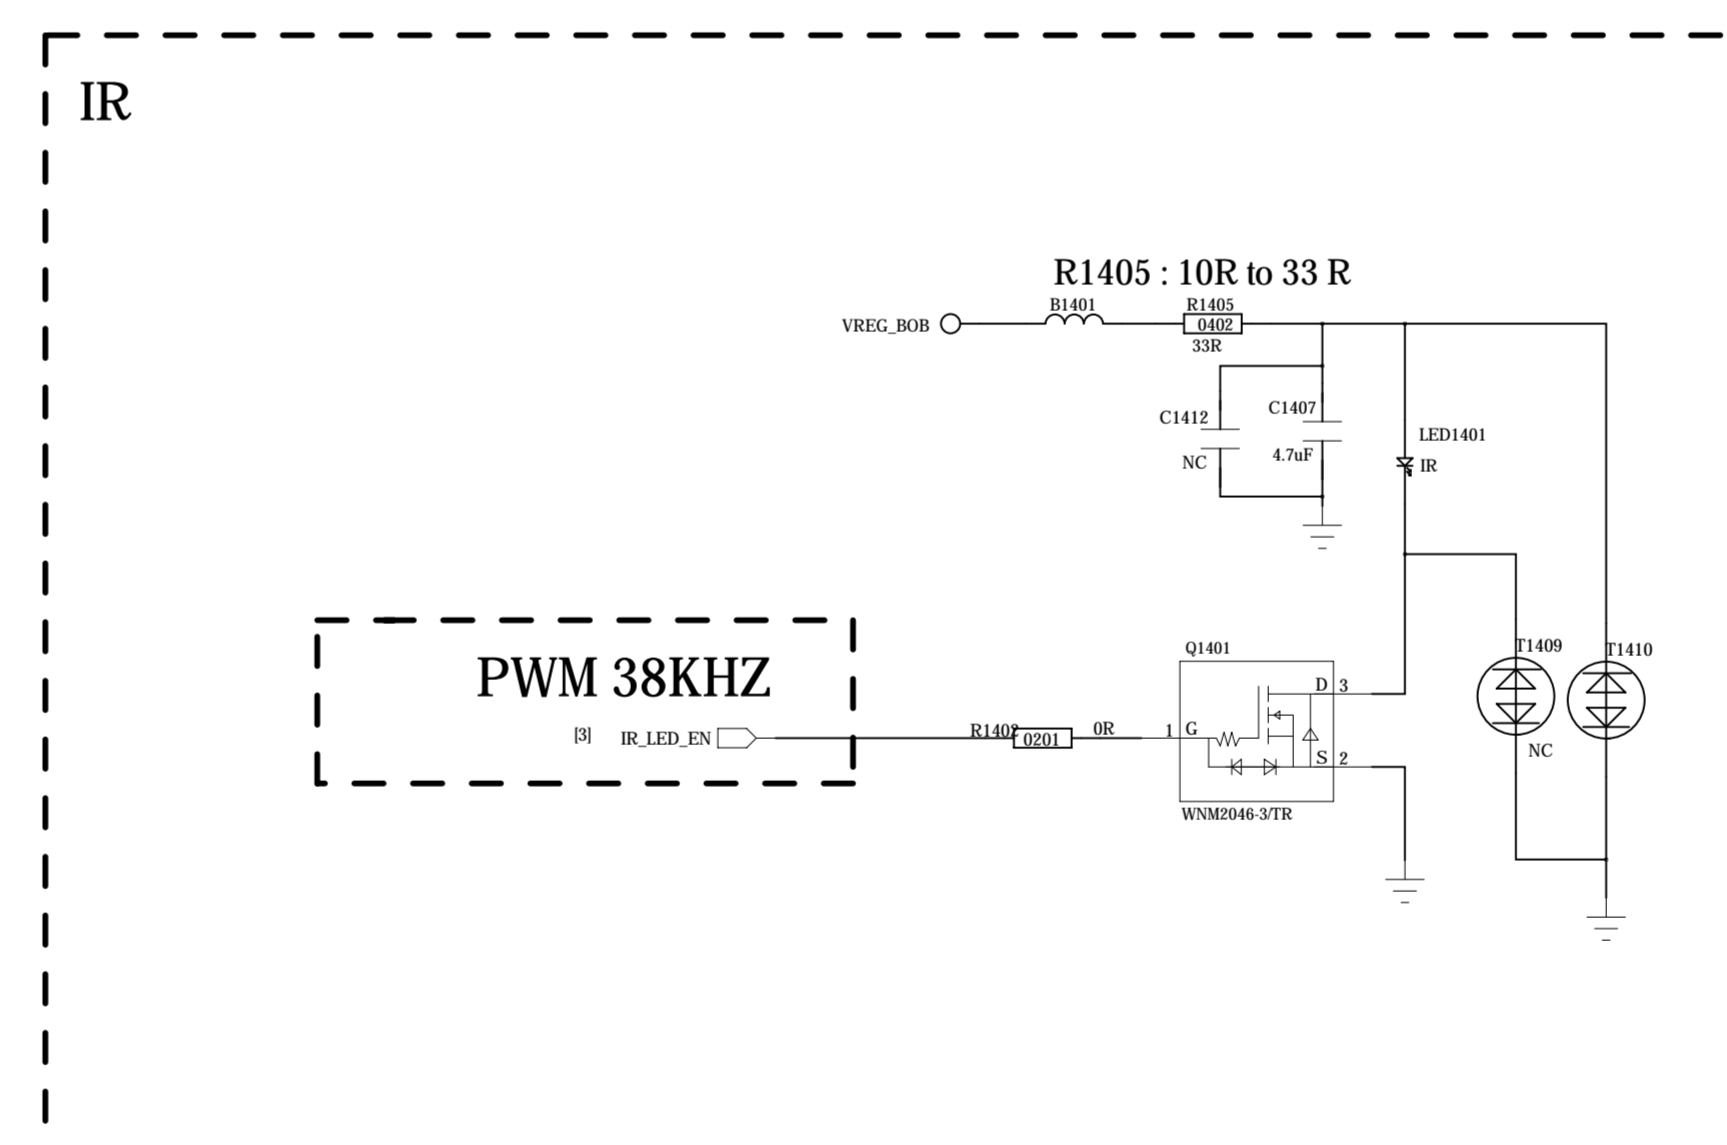 IR
R1405 : 10R to 33 R
B1401
R1405
VREG_BOB
0402
33R
C1412
C1407
NC
4.7uF
LED1401
IR
PWM 38KHZ
[3]
IR_LED_EN
R1402
0201
0R
Q1401
1
G
D
3
S
2
WNM2046-3/TR
T1409
T1410
NC